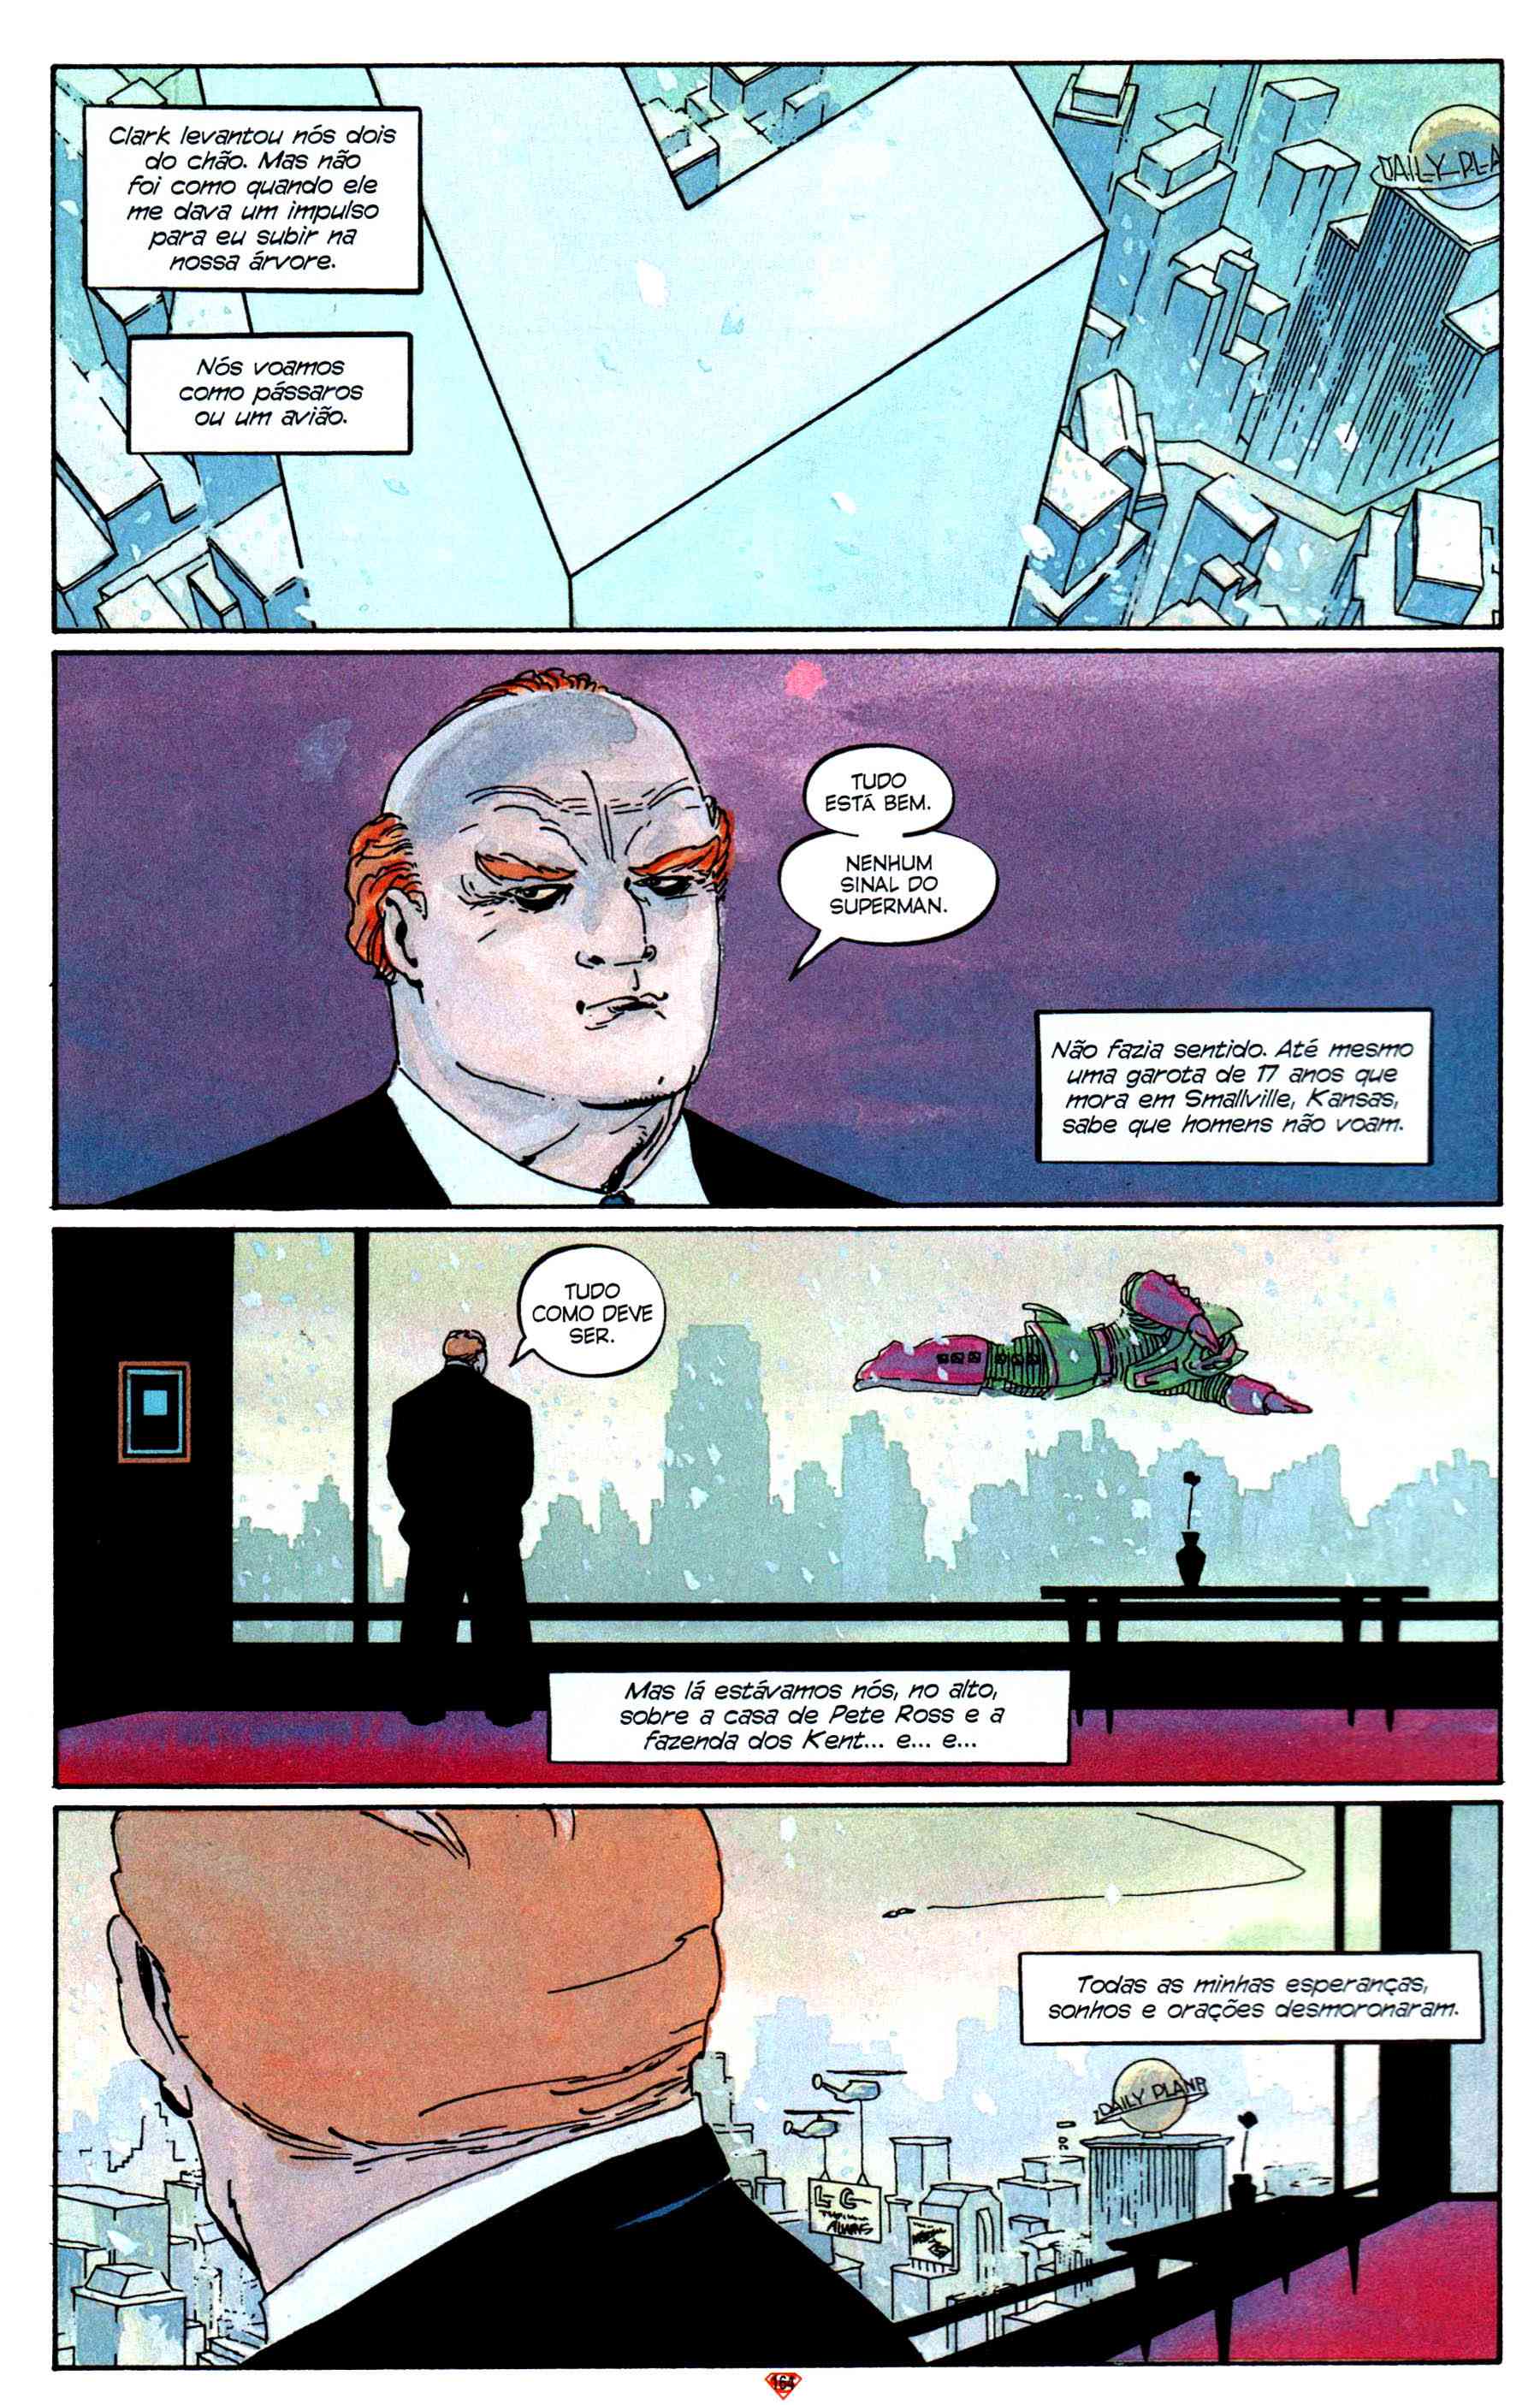 Clark levantou nós dois
do chão. Mas não
foi como quando ele
me dava um impulso
para eu subir na
nossa árvore.
DAILY PLA
Nós voamos
como pássaros
ou um avião.
TUDO
ESTÁ BEM.
NENHUM
SINAL DO
SUPERMAN.
Não fazia sentido. Até mesmo
uma garota de 17 anos que
mora em Smallville, Kansas,
sabe que homens não voam.
TUDO
COMO DEVE
SER.
Mas lá estávamos nós, no alto,
sobre a casa de Pete Ross e a
fazenda dos Kent... e... e...
Todas as minhas esperanças,
sonhos e orações desmoronaram.
DAILY PLAN
LC
ALWAYS
164